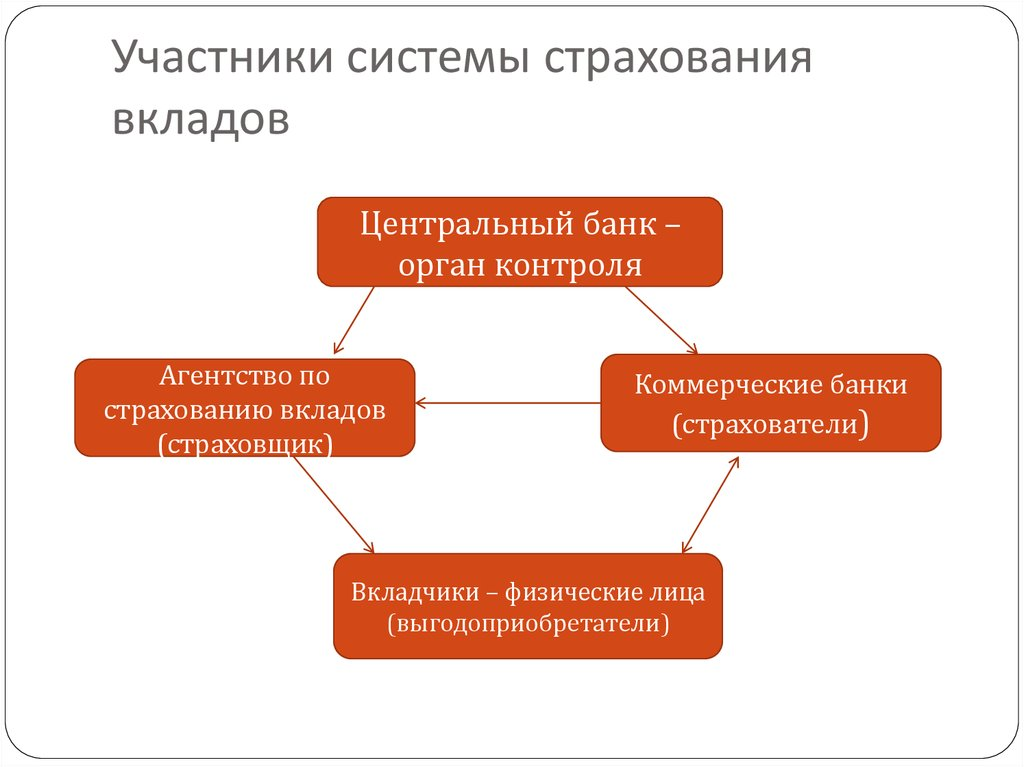 Участники системы страхования
вкладов
Центральный банк –
орган контроля
Агентство по
страхованию вкладов
(страховщик)
Коммерческие банки
(страхователи)
Вкладчики – физические лица
(выгодоприобретатели)